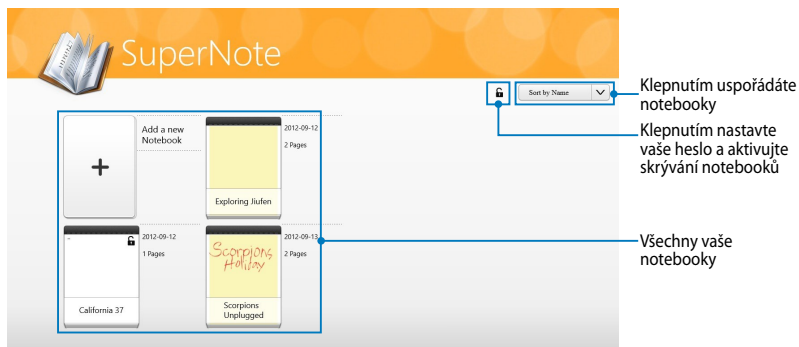 SuperNote
Sort by Name
Klepnutím uspořádáte
notebooky
Klepnutím nastavte
vaše heslo a aktivujte
skrývání notebooků
Add a new
Notebook
2012-09-12
2 Pages
Exploring Jiufen
2012-09-12
1 Pages
California 37
Scorpions
Holiday
2012-09-13
2 Pages
Scorpions
Unplugged
Všechny vaše
notebooky